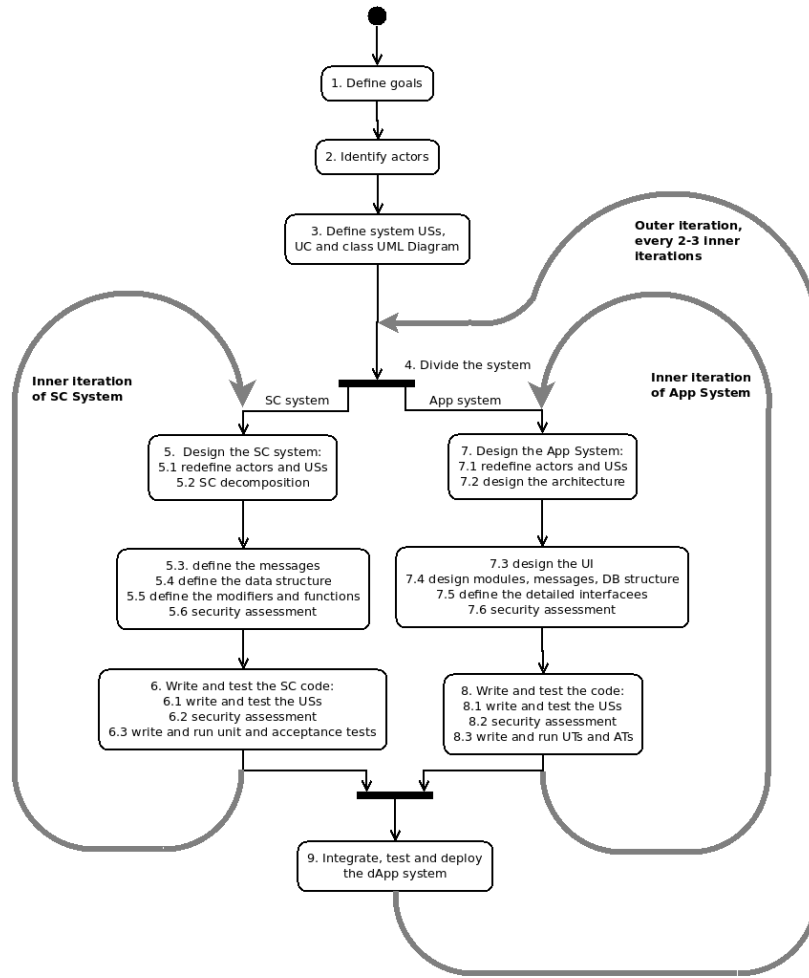 1. Define goals
2. Identify actors
3. Define system USs,
UC and class UML Diagram
Outer iteration,
every 2-3 inner
iterations
4. Divide the system
Inner iteration
of SC System
SC system
App system
Inner iteration
of App System
5.  Design the SC system:
5.1 redefine actors and USs
5.2 SC decomposition
7. Design the App System:
7.1 redefine actors and USs
7.2 design the architecture
5.3. define the messages
5.4 define the data structure
5.5 define the modifiers and functions
5.6 security assessment
7.3 design the UI
7.4 design modules, messages, DB structure
7.5 define the detailed interfacees
7.6 security assessment
6. Write and test the SC code:
6.1 write and test the USs
6.2 security assessment
6.3 write and run unit and acceptance tests
8. Write and test the code:
8.1 write and test the USs
8.2 security assessment
8.3 write and run UTs and ATs
9. Integrate, test and deploy
the dApp system